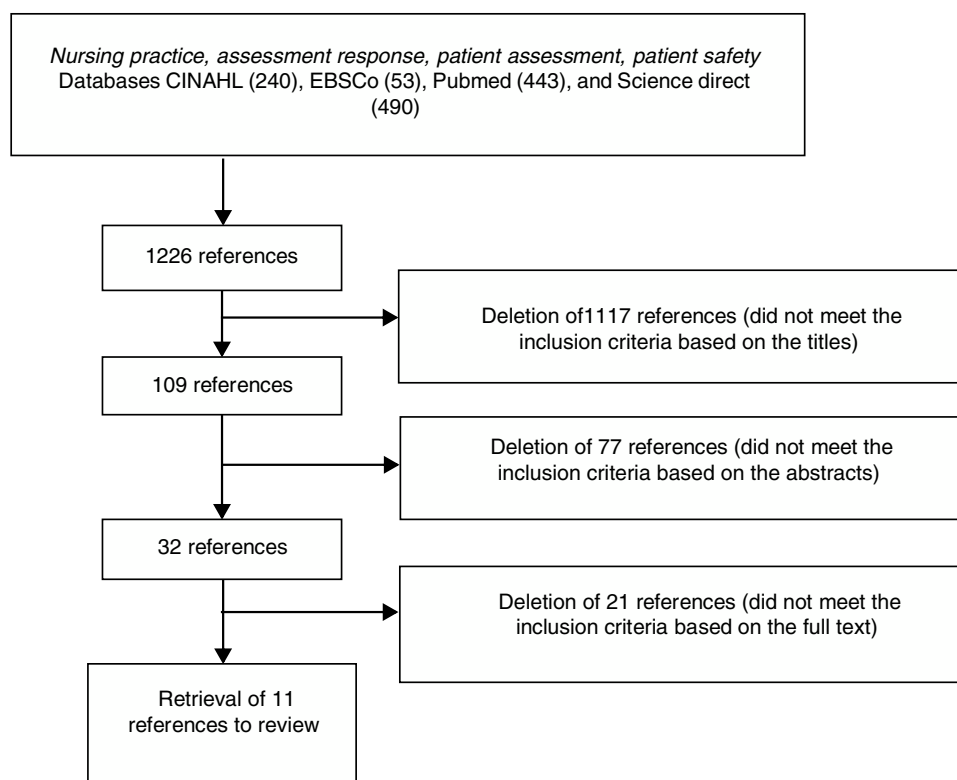 Nursing practice, assessment response, patient assessment, patient safety
Databases CINAHL (240), EBSCo (53), Pubmed (443), and Science direct
(490)
1226 references
Deletion of1117 references (did not meet the
inclusion criteria based on the titles)
109 references
Deletion of 77 references (did not meet the
inclusion criteria based on the abstracts)
32 references
Deletion of 21 references (did not meet the
inclusion criteria based on the full text)
Retrieval of 11
references to review